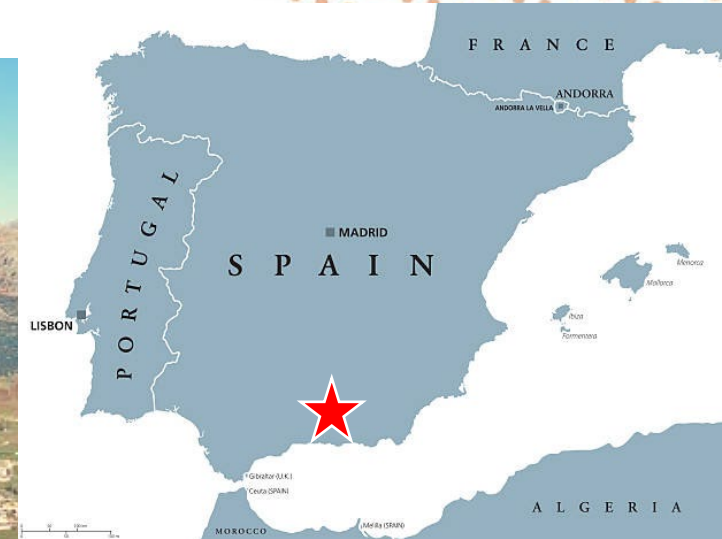 FRANCE
ANDORRA
ANDORRA LA VELLA
PORTUGAL
MADRID
SPAIN
Menorca
Mallorca
Ibiza
Formentera
LISBON
Gibraltar (U.K.)
Ceuta (SPAIN)
ALGERIA
Melilla (SPAIN)
MOROCCO